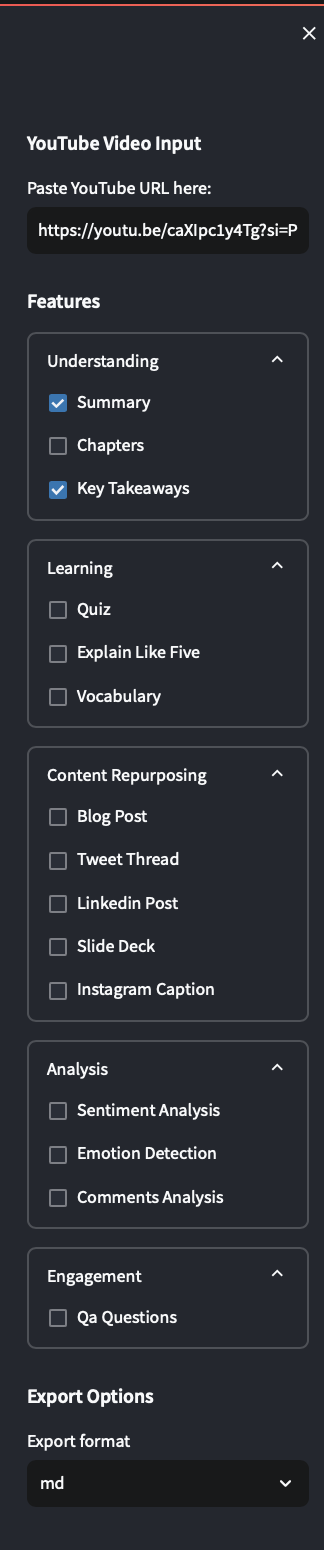 YouTube Video Input
Paste YouTube URL here:
https://youtu.be/caXIpc1y4Tg?si=P
Features
Understanding
Summary
Chapters
Key Takeaways
Learning
Quiz
Explain Like Five
Vocabulary
Content Repurposing
Blog Post
Tweet Thread
Linkedin Post
Slide Deck
Instagram Caption
Analysis
Sentiment Analysis
Emotion Detection
Comments Analysis
Engagement
Qa Questions
Export Options
Export format
md